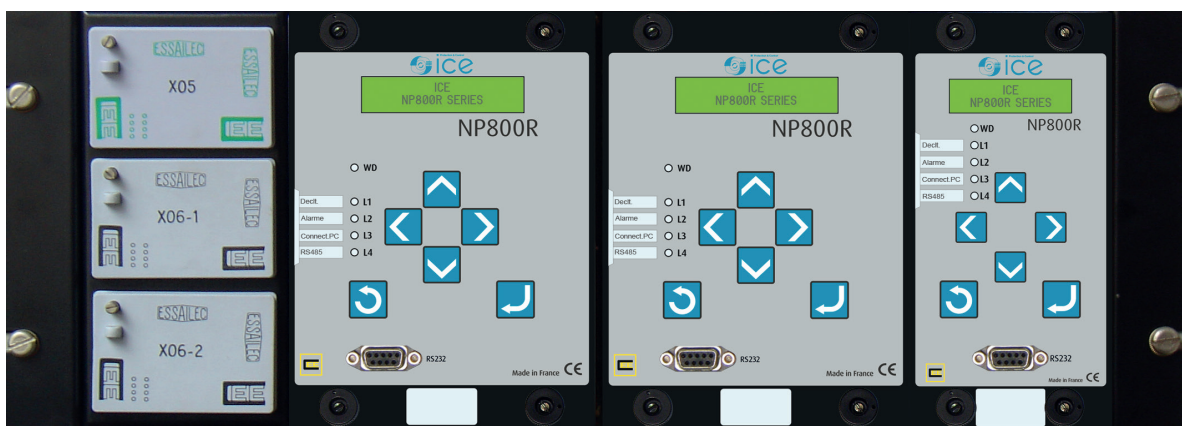 ESSAILEC
ESSAILEC
X05
ESSAILEC
ESSAILEC
X06-1
ESSAILEC
ESSAILEC
X06-2
ice
ICE
NP800R SERIES
NP800R
WD
Declt. L1
Alarme L2
Connect.PC L3
RS485 L4
RS232
Made in France CE
ice
ICE
NP800R SERIES
NP800R
WD
Declt. L1
Alarme L2
Connect.PC L3
RS485 L4
RS232
Made in France CE
ice
ICE
NP800R SERIES
NP800R
WD
Declt. L1
Alarme L2
Connect.PC L3
RS485 L4
RS232
Made in France CE